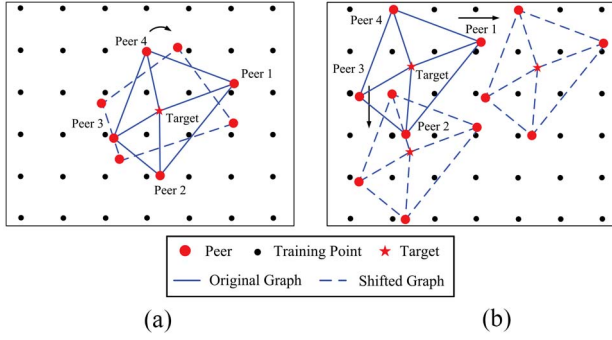 Peer 4
Peer 1
Target
Peer 3
Peer 2
Peer 4
Peer 1
Target
Peer 3
Peer 2
Peer Training Point Target
Original Graph Shifted Graph
(a) (b)